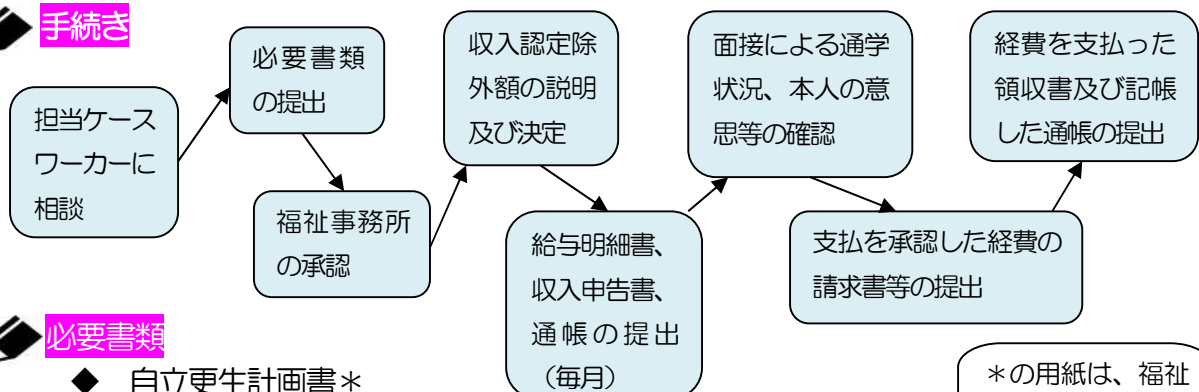 手続き
担当ケース
ワーカーに
相談
必要書類
の提出
福祉事務所
の承認
収入認定除
外額の説明
及び決定
給与明細書、
収入申告書、
通帳の提出
（毎月）
面接による通学
状況、本人の意
思等の確認
支払を承認した経費の
請求書等の提出
経費を支払った
領収書及び記帳
した通帳の提出
必要書類
◆ 自立更生計画書＊
＊の用紙は、福祉